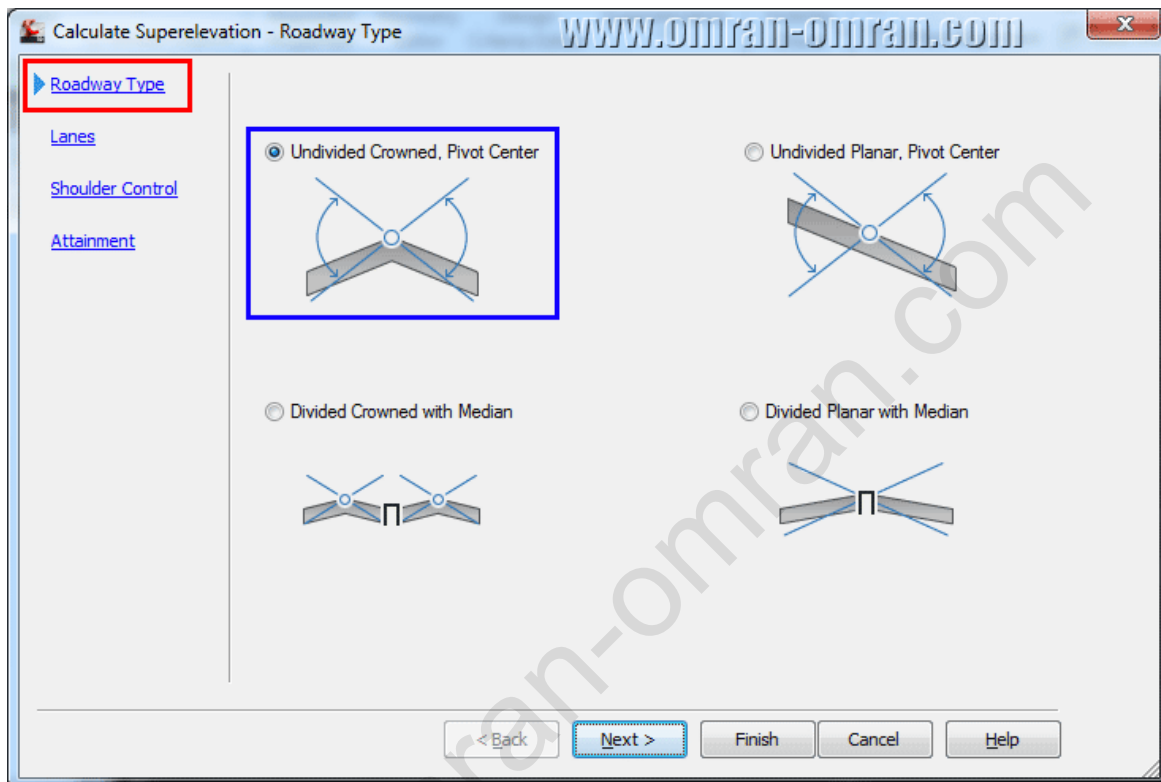 Calculate Superelevation - Roadway Type
www.omran-omran.com
Roadway Type
Lanes
Shoulder Control
Attainment
Undivided Crowned, Pivot Center
Undivided Planar, Pivot Center
Divided Crowned with Median
Divided Planar with Median
< Back
Next >
Finish
Cancel
Help
ran-omran.com